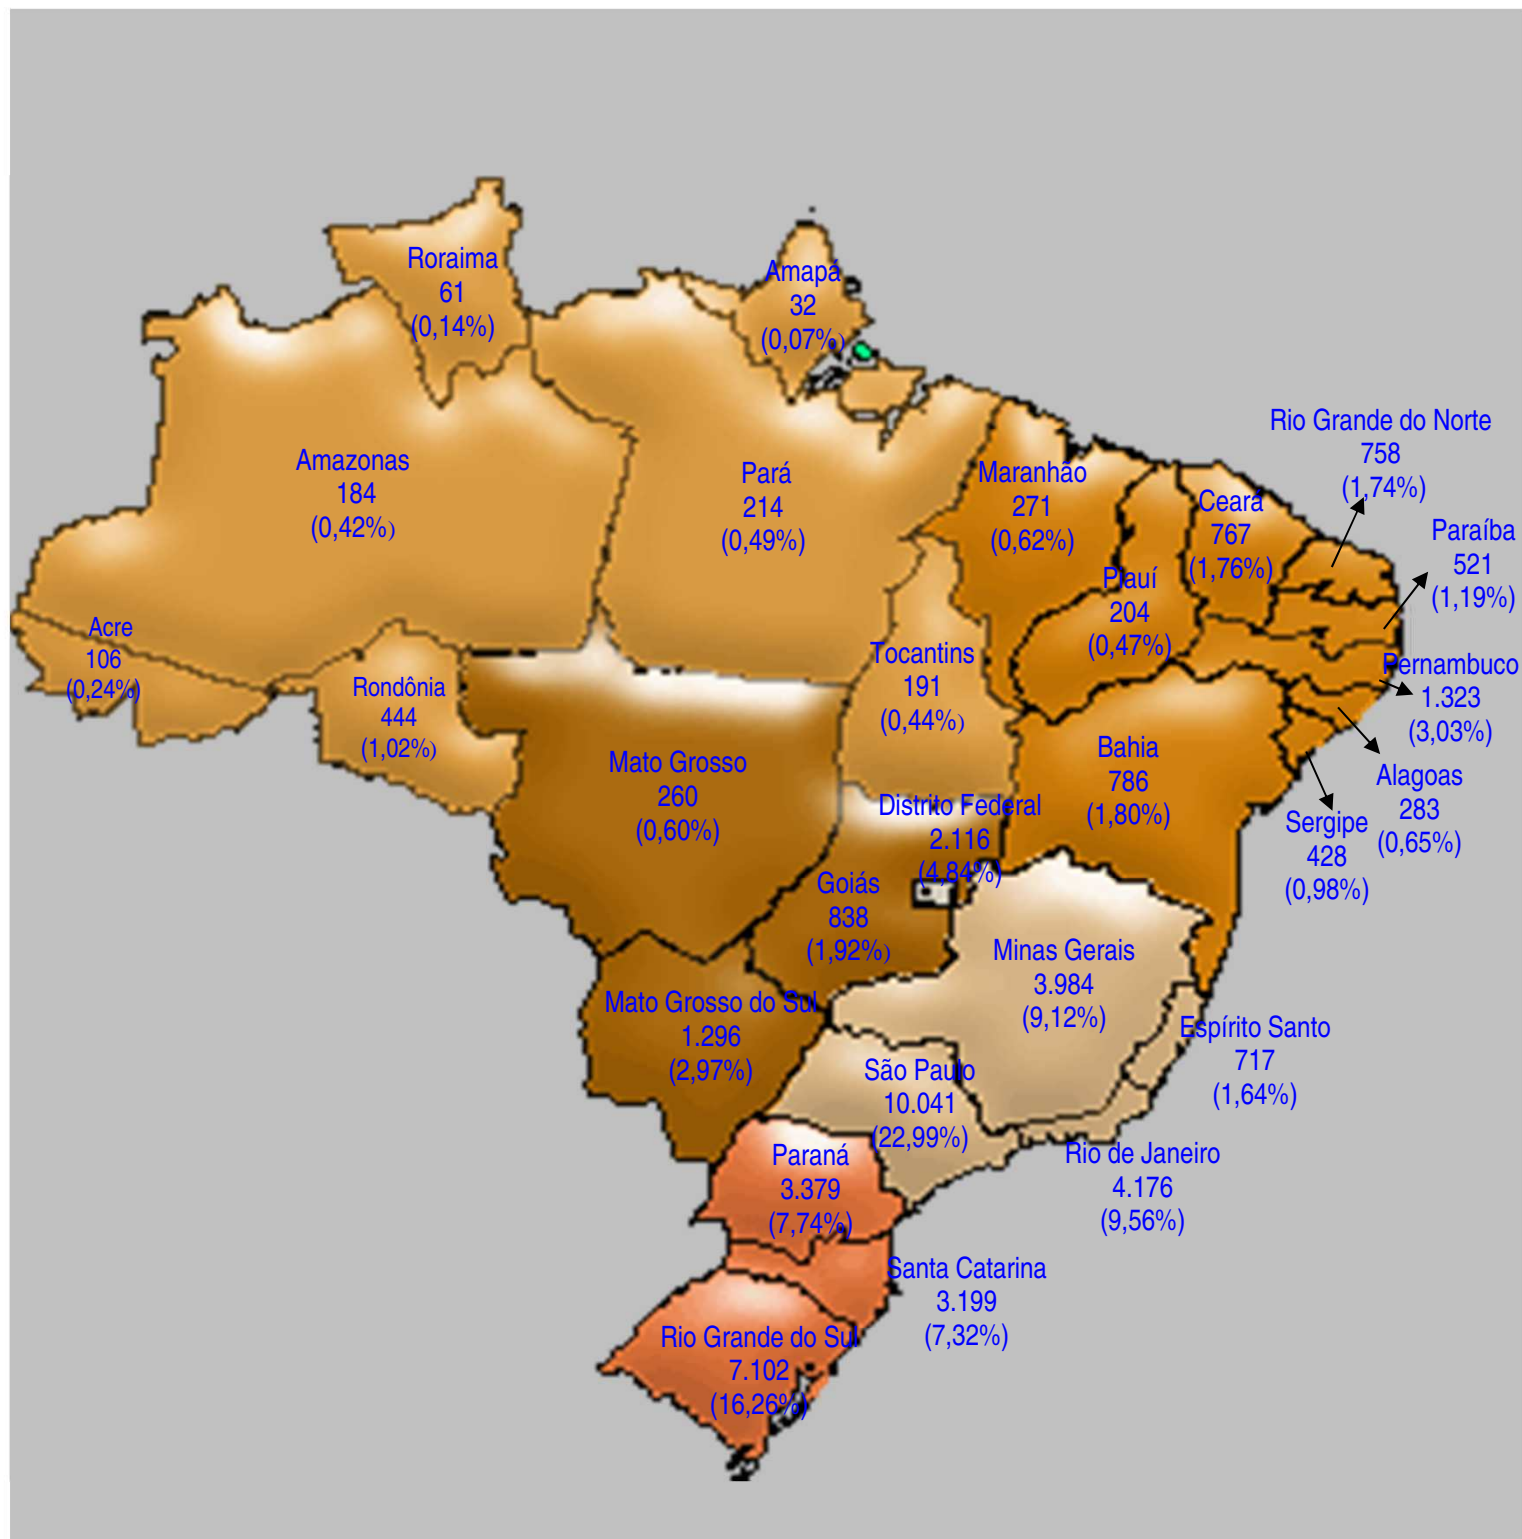 Roraima
61
(0,14%)
Amapá
32
(0,07%)
Rio Grande do Norte
758
(1,74%)
Amazonas
184
(0,42%)
Pará
214
(0,49%)
Maranhão
271
(0,62%)
Ceará
767
(1,76%)
Paraíba
521
(1,19%)
Piauí
204
(0,47%)
Acre
106
(0,24%)
Rondônia
444
(1,02%)
Tocantins
191
(0,44%)
Pernambuco
1.323
(3,03%)
Mato Grosso
260
(0,60%)
Bahia
786
(1,80%)
Alagoas
283
(0,65%)
Distrito Federal
2.116
(4,84%)
Sergipe
428
(0,98%)
Goiás
838
(1,92%)
Minas Gerais
3.984
(9,12%)
Mato Grosso do Sul
1.296
(2,97%)
Espírito Santo
717
(1,64%)
São Paulo
10.041
(22,99%)
Rio de Janeiro
4.176
(9,56%)
Paraná
3.379
(7,74%)
Santa Catarina
3.199
(7,32%)
Rio Grande do Sul
7.102
(16,26%)